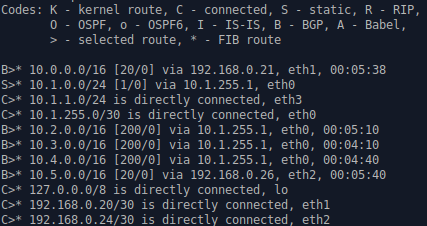 Codes: K - kernel route, C - connected, S - static, R - RIP,
O - OSPF, o - OSPF6, I - IS-IS, B - BGP, A - Babel,
> - selected route, * - FIB route
B>* 10.0.0.0/16 [20/0] via 192.168.0.21, eth1, 00:05:38
S>* 10.1.0.0/24 [1/0] via 10.1.255.1, eth0
C>* 10.1.1.0/24 is directly connected, eth3
C>* 10.1.255.0/30 is directly connected, eth0
B>* 10.2.0.0/16 [200/0] via 10.1.255.1, eth0, 00:05:10
B>* 10.3.0.0/16 [200/0] via 10.1.255.1, eth0, 00:04:10
B>* 10.4.0.0/16 [200/0] via 10.1.255.1, eth0, 00:04:40
B>* 10.5.0.0/16 [20/0] via 192.168.0.26, eth2, 00:05:40
C>* 127.0.0.0/8 is directly connected, lo
C>* 192.168.0.20/30 is directly connected, eth1
C>* 192.168.0.24/30 is directly connected, eth2